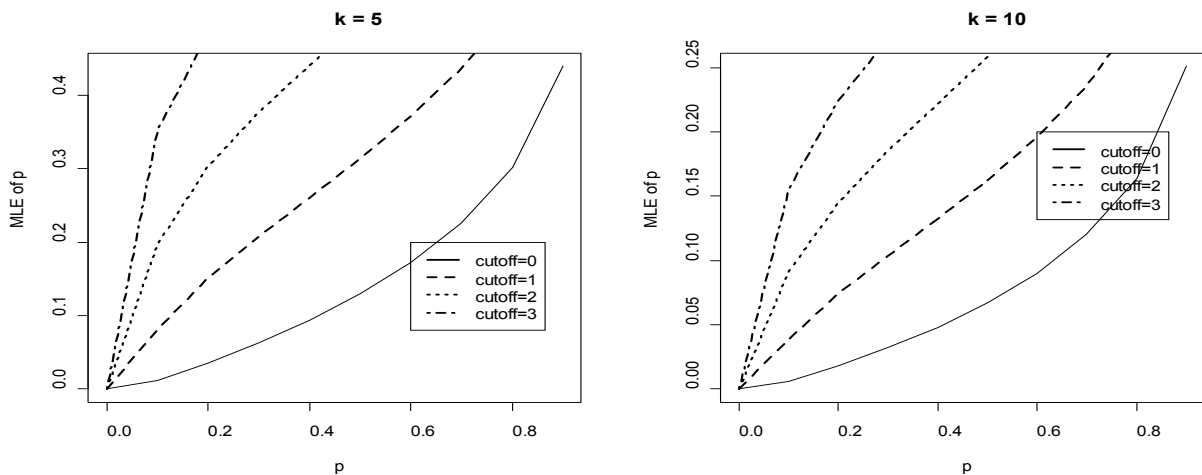 k = 5
MLE of p
0.4
0.3
0.2
0.1
0.0
cutoff=0
cutoff=1
cutoff=2
cutoff=3
0.0 0.2 0.4 0.6 0.8
p
k = 10
MLE of p
0.25
0.20
0.15
0.10
0.05
0.00
cutoff=0
cutoff=1
cutoff=2
cutoff=3
0.0 0.2 0.4 0.6 0.8
p